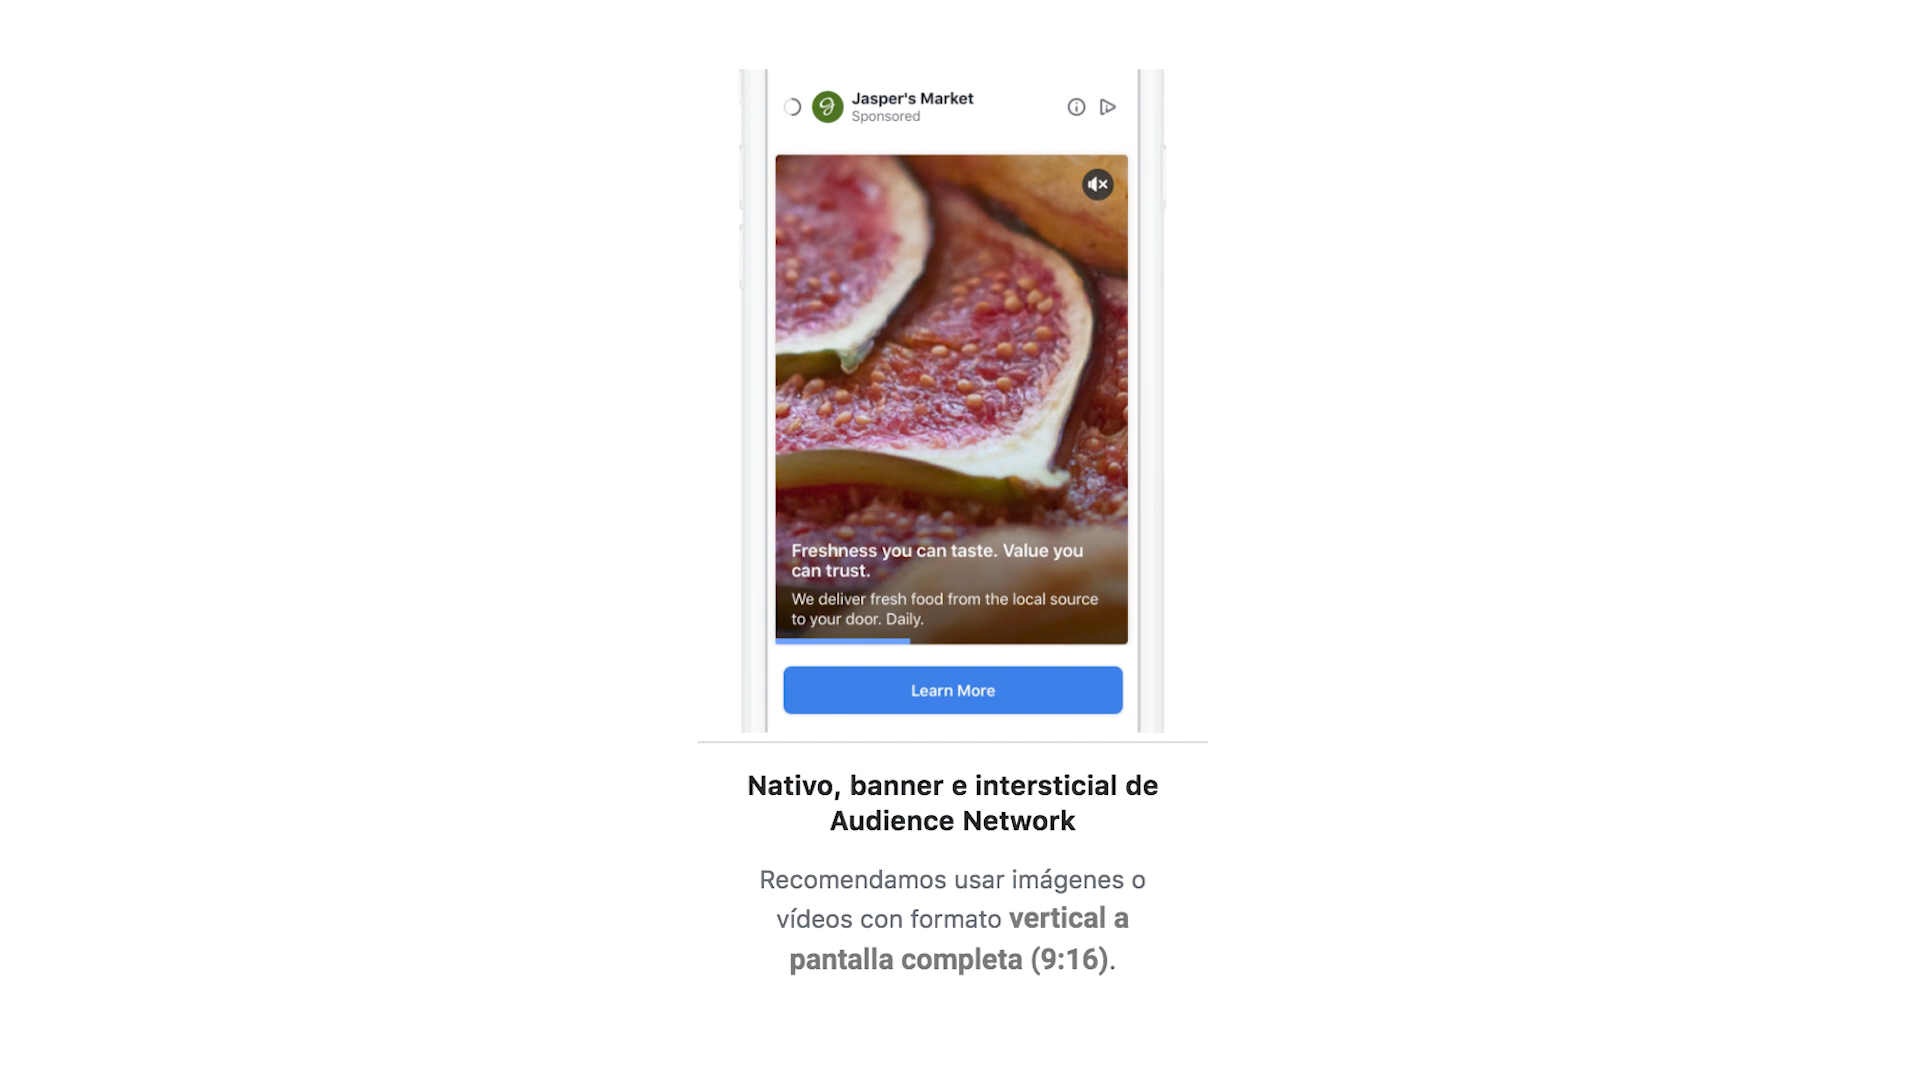 Jasper's Market
Sponsored
Freshness you can taste. Value you
can trust.
We deliver fresh food from the local source
to your door. Daily.
Learn More
Nativo, banner e intersticial de
Audience Network
Recomendamos usar imágenes o
vídeos con formato vertical a
pantalla completa (9:16).